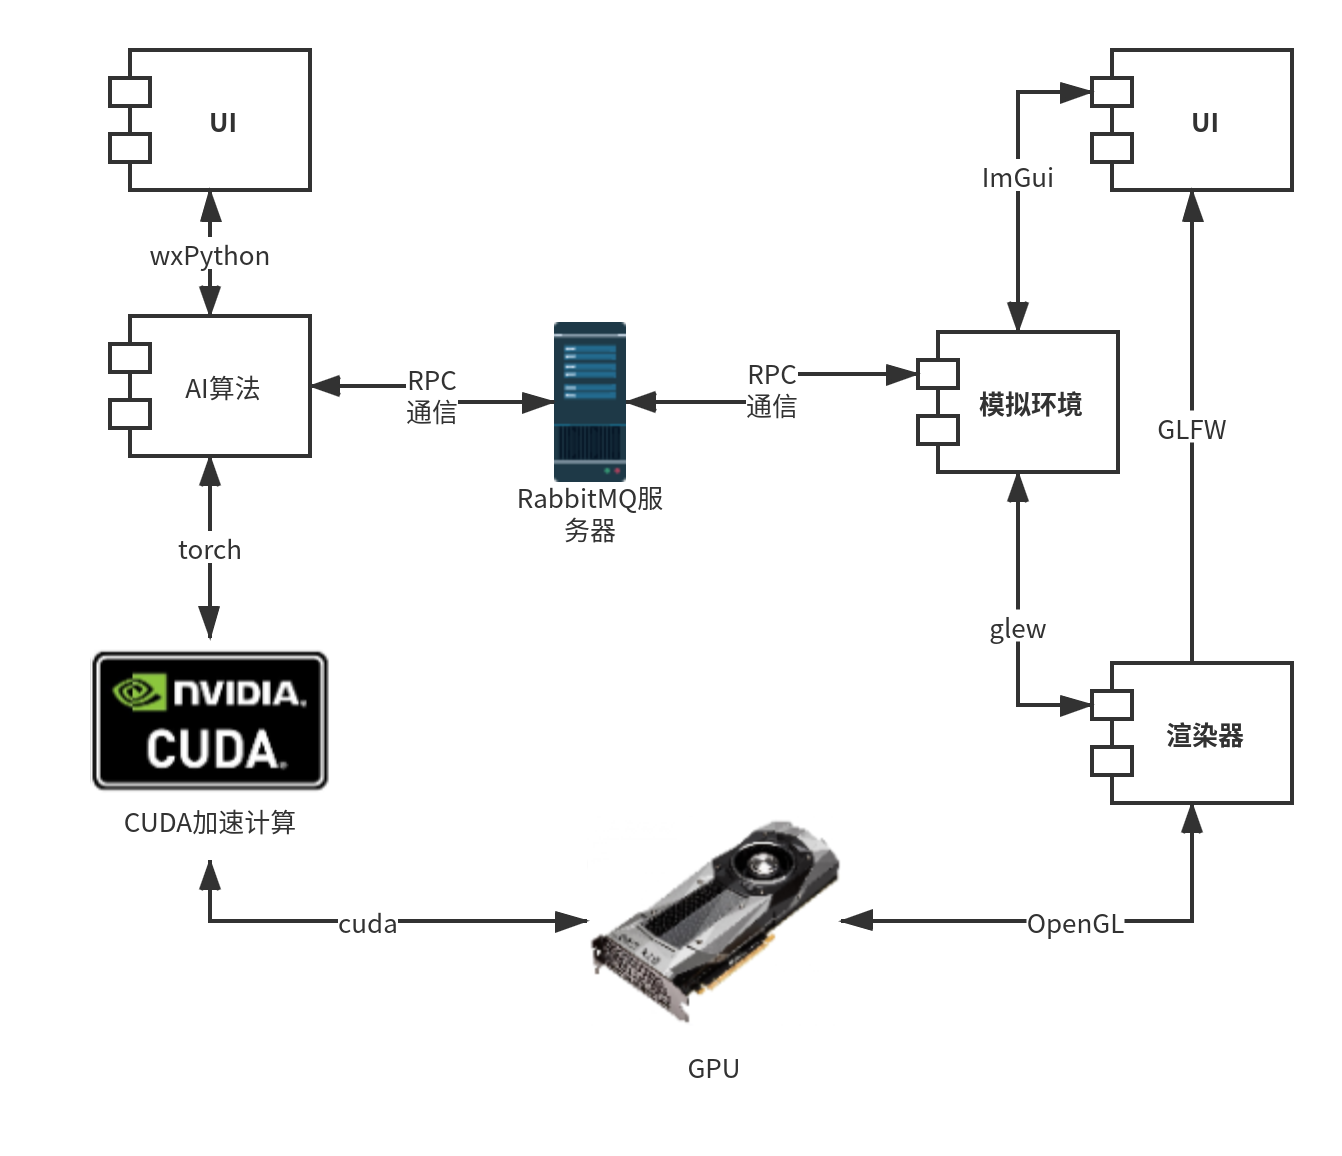 UI
UI
ImGui
wxPython
AI算法
RPC
通信
RPC
通信
模拟环境
GLFW
RabbitMQ服
务器
torch
glew
NVIDIA.
CUDA.
渲染器
CUDA加速计算
cuda
OpenGL
GPU